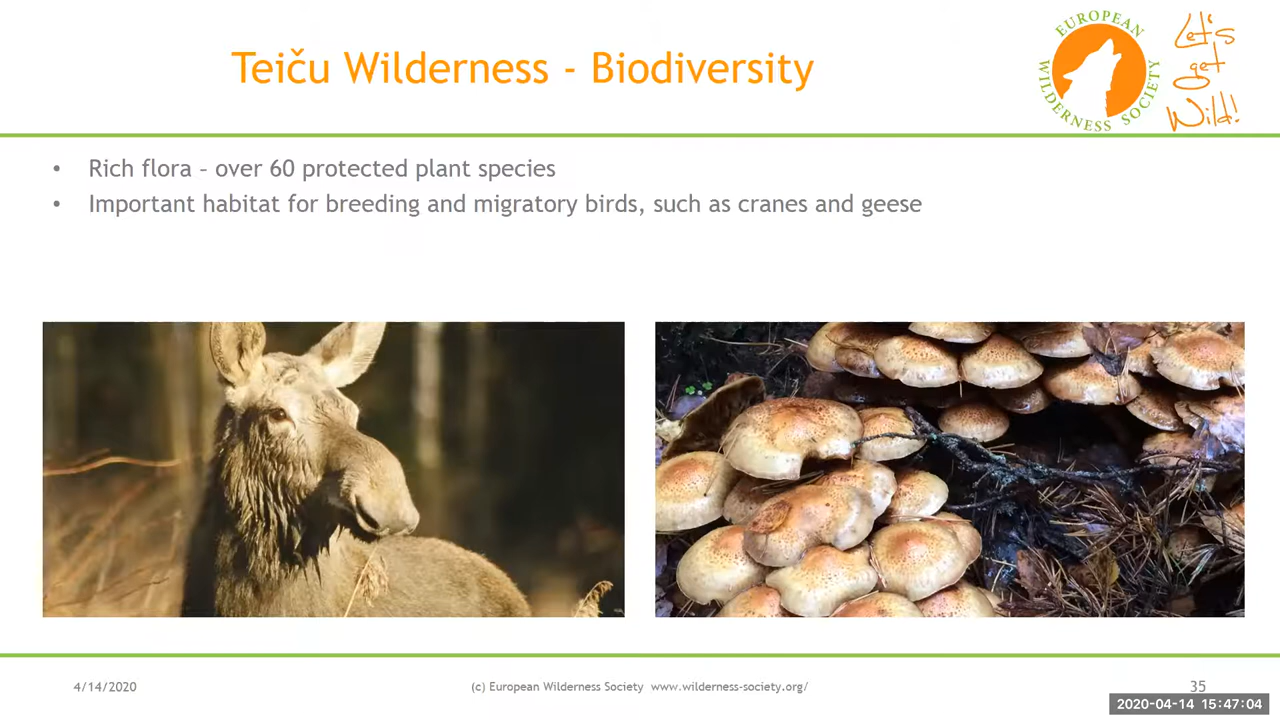 Teiču Wilderness - Biodiversity
EUROPEAN
WILDERNESS SOCIETY
Let's
get
Wild!
• Rich flora – over 60 protected plant species
• Important habitat for breeding and migratory birds, such as cranes and geese
4/14/2020
(c) European Wilderness Society www.wilderness-society.org/
35
2020-04-14 15:47:04